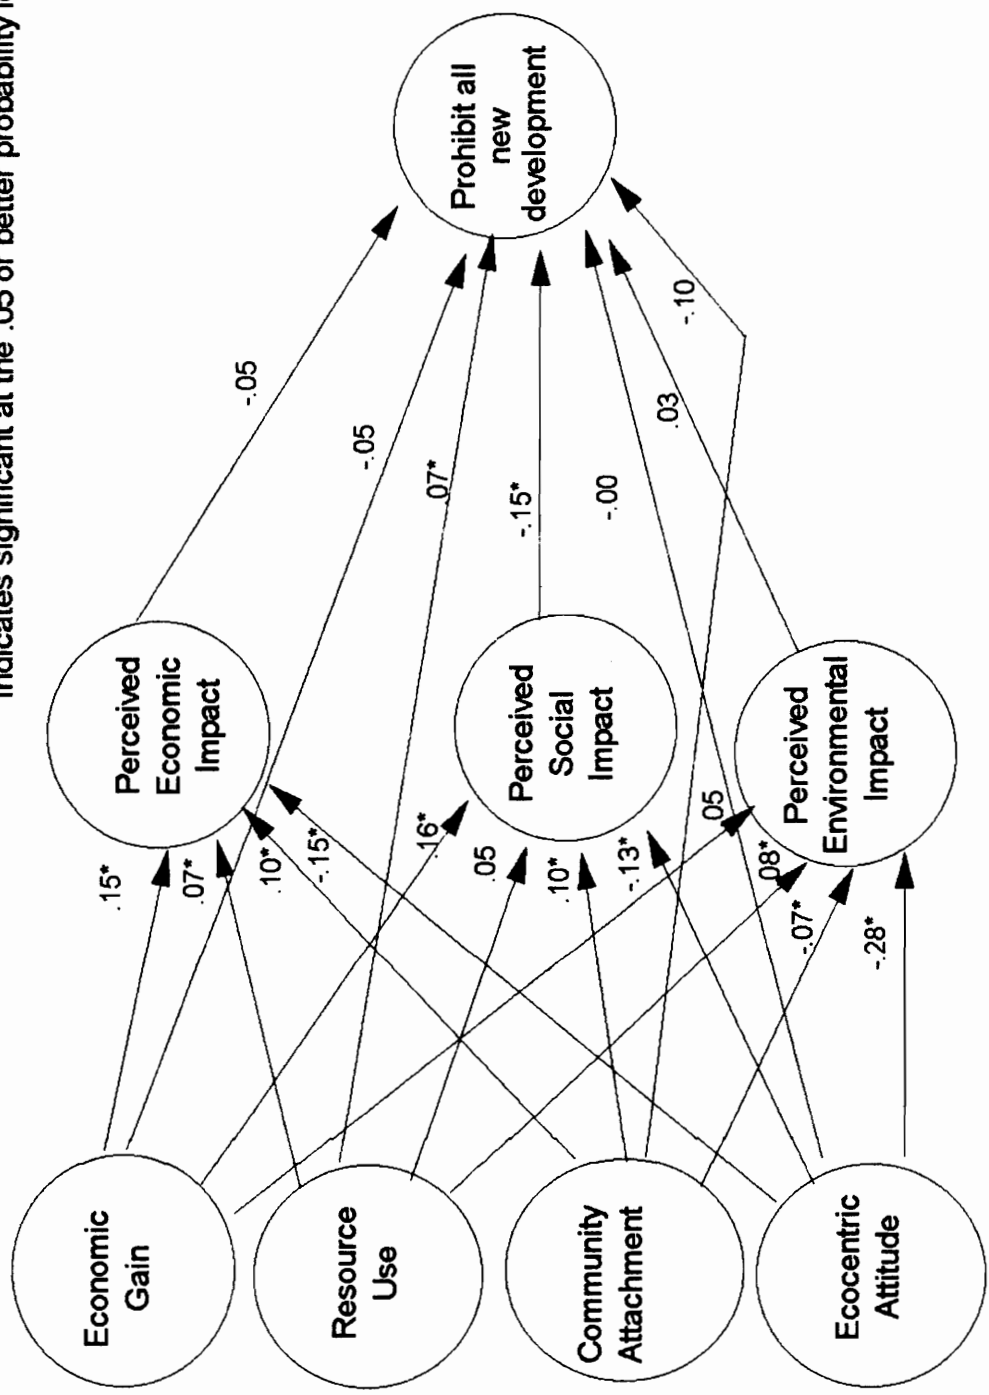 indicates significant at the .05 or better probability
Economic
Gain
Resource
Use
Community
Attachment
Ecocentric
Attitude
.15*
.07*
.10*
-.15*
.16*
.05
.10*
-.13*
.05
.08*
-.07*
-.28*
Perceived
Economic
Impact
Perceived
Social
Impact
Perceived
Environmental
Impact
-.05
-.05
.07*
-.15*
-.00
.03
-.10
Prohibit all
new
development